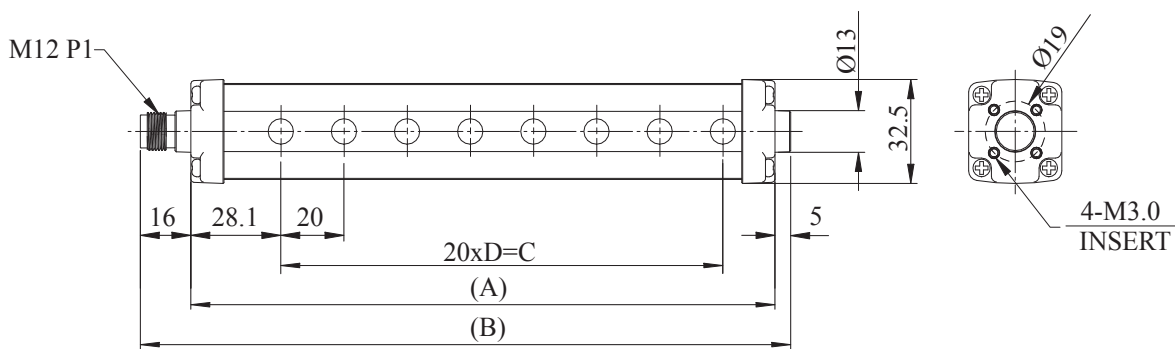 M12 P1
Ø13
32.5
Ø19
16
28.1
20
5
20xD=C
(A)
(B)
4-M3.0
INSERT